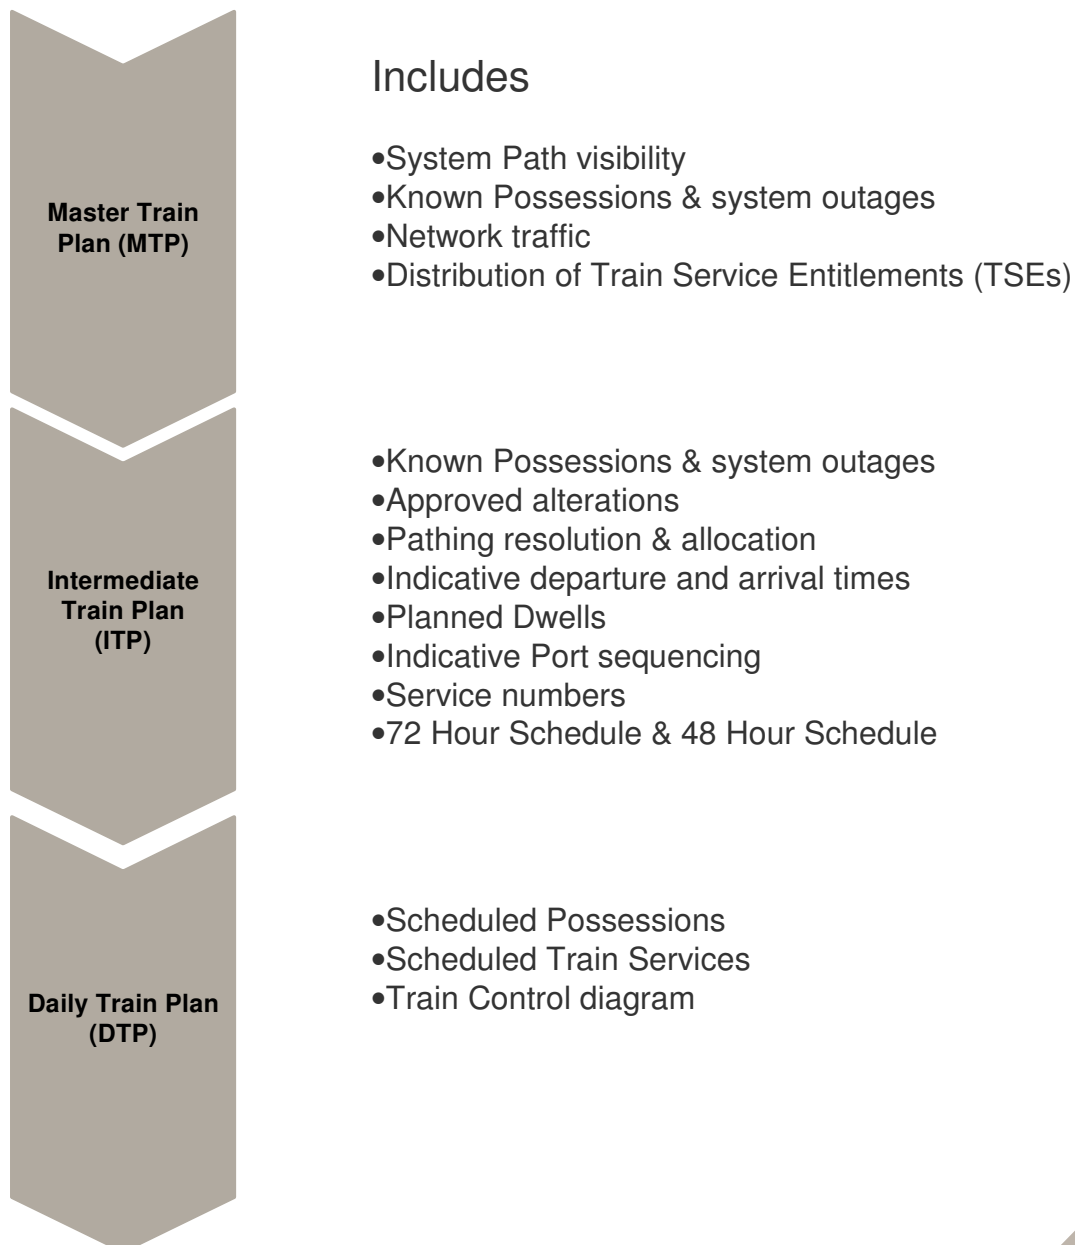 Includes
Master Train
Plan (MTP)
•System Path visibility
•Known Possessions & system outages
•Network traffic
•Distribution of Train Service Entitlements (TSEs)
Intermediate
Train Plan
(ITP)
•Known Possessions & system outages
•Approved alterations
•Pathing resolution & allocation
•Indicative departure and arrival times
•Planned Dwells
•Indicative Port sequencing
•Service numbers
•72 Hour Schedule & 48 Hour Schedule
Daily Train Plan
(DTP)
•Scheduled Possessions
•Scheduled Train Services
•Train Control diagram